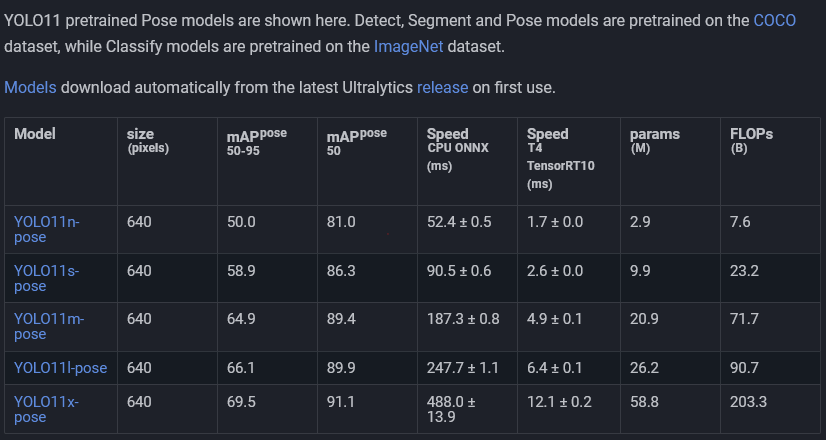 YOLO11 pretrained Pose models are shown here. Detect, Segment and Pose models are pretrained on the COCO
dataset, while Classify models are pretrained on the ImageNet dataset.
Models download automatically from the latest Ultralytics release on first use.
Model size (pixels) mAPpose 50-95 mAPpose 50 Speed CPU ONNX (ms) Speed T4 TensorRT10 (ms) params (M) FLOPs (B)
YOLO11n-pose 640 50.0 81.0 52.4 ± 0.5 1.7 ± 0.0 2.9 7.6
YOLO11s-pose 640 58.9 86.3 90.5 ± 0.6 2.6 ± 0.0 9.9 23.2
YOLO11m-pose 640 64.9 89.4 187.3 ± 0.8 4.9 ± 0.1 20.9 71.7
YOLO11l-pose 640 66.1 89.9 247.7 ± 1.1 6.4 ± 0.1 26.2 90.7
YOLO11x-pose 640 69.5 91.1 488.0 ± 13.9 12.1 ± 0.2 58.8 203.3